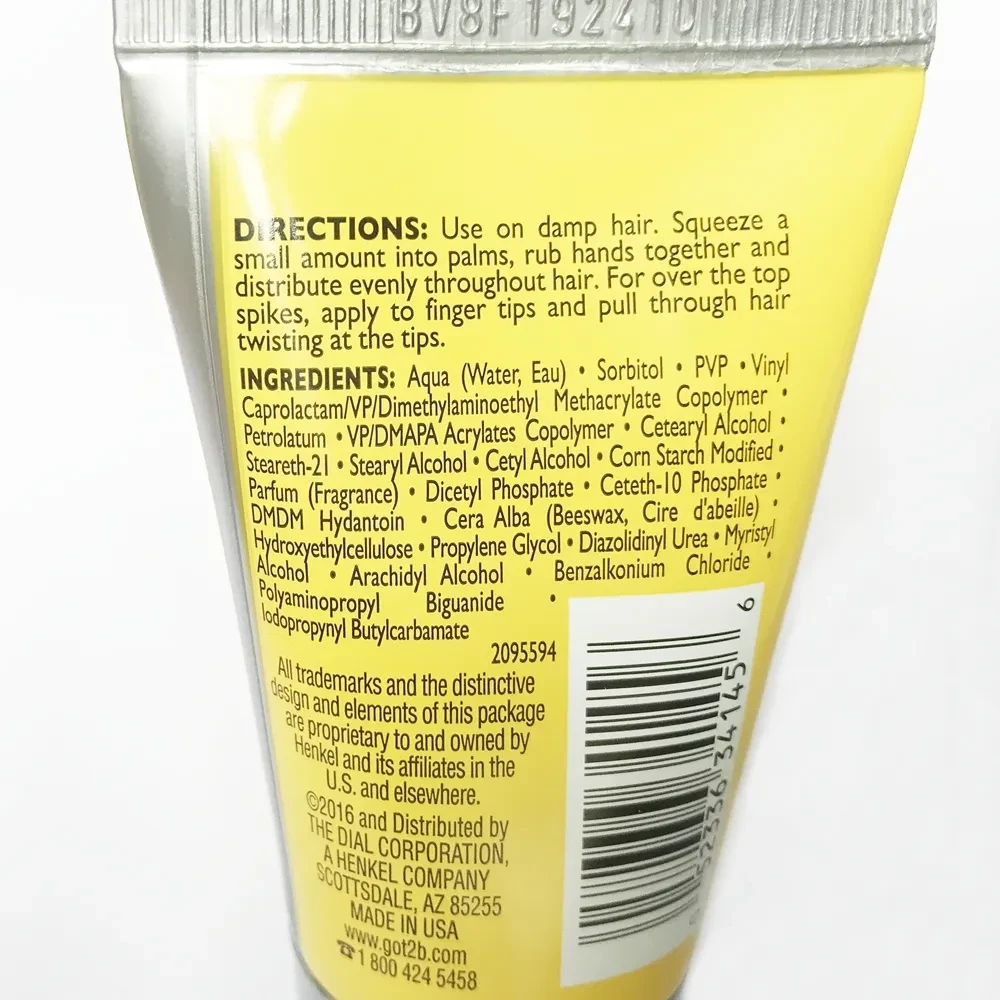 BV8F192410
DIRECTIONS: Use on damp hair. Squeeze a
small amount into palms, rub hands together and
distribute evenly throughout hair. For over the top
spikes, apply to finger tips and pull through hair
twisting at the tips.
INGREDIENTS: Aqua (Water, Eau) • Sorbitol • PVP • Vinyl
Caprolactam/VP/Dimethylaminoethyl Methacrylate Copolymer •
Petrolatum • VP/DMAPA Acrylates Copolymer • Cetearyl Alcohol •
Steareth-21 • Stearyl Alcohol • Cetyl Alcohol • Corn Starch Modified •
Parfum (Fragrance) • Dicetyl Phosphate • Ceteth-10 Phosphate •
DMDM Hydantoin • Cera Alba (Beeswax, Cire d'abeille) •
Hydroxyethylcellulose • Propylene Glycol • Diazolidinyl Urea • Myristyl
Alcohol • Arachidyl Alcohol • Benzalkonium Chloride •
Polyaminopropyl Biguanide •
Iodopropynyl Butylcarbamate
2095594
All trademarks and the distinctive
design and elements of this package
are proprietary to and owned by
Henkel and its affiliates in the
U.S. and elsewhere.
©2016 and Distributed by
THE DIAL CORPORATION,
A HENKEL COMPANY
SCOTTSDALE, AZ 85255
MADE IN USA
www.got2b.com
☎1 800 424 5458
0 52336 34145 6